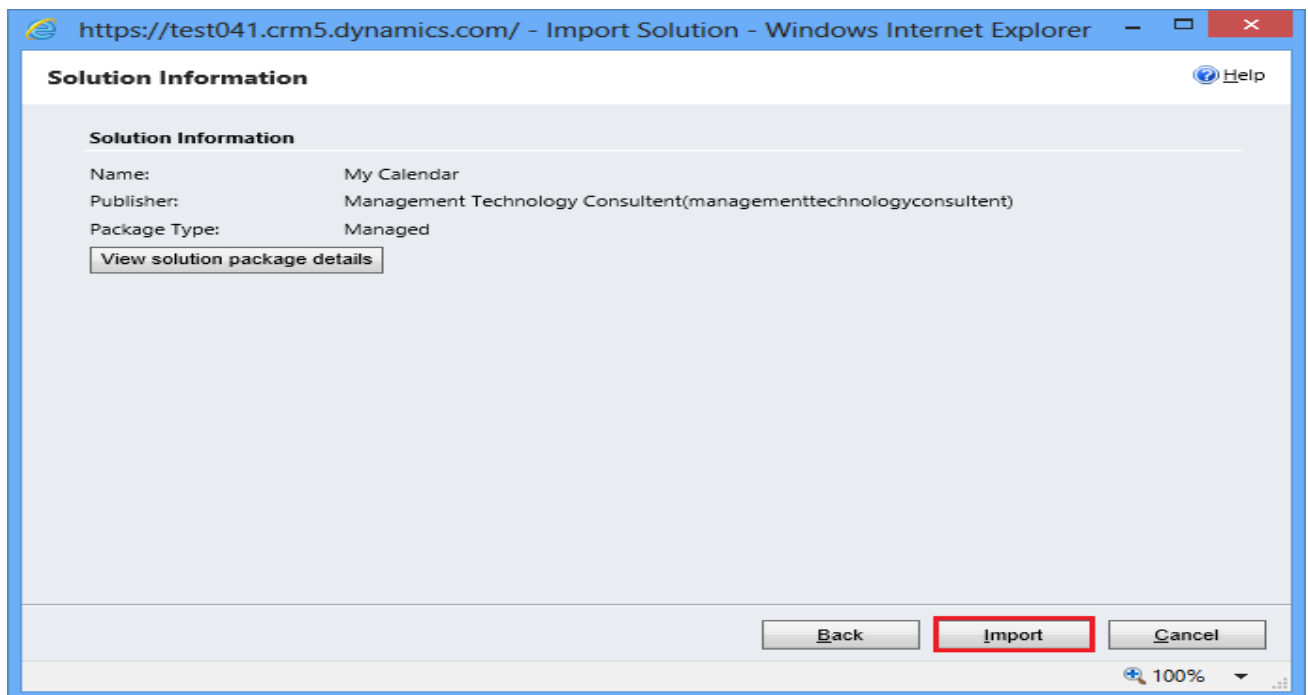 https://test041.crm5.dynamics.com/ - Import Solution - Windows Internet Explorer
Solution Information
Help
Solution Information
Name: My Calendar
Publisher: Management Technology Consultent(managementtechnologyconsultent)
Package Type: Managed
View solution package details
Back Import Cancel
100%